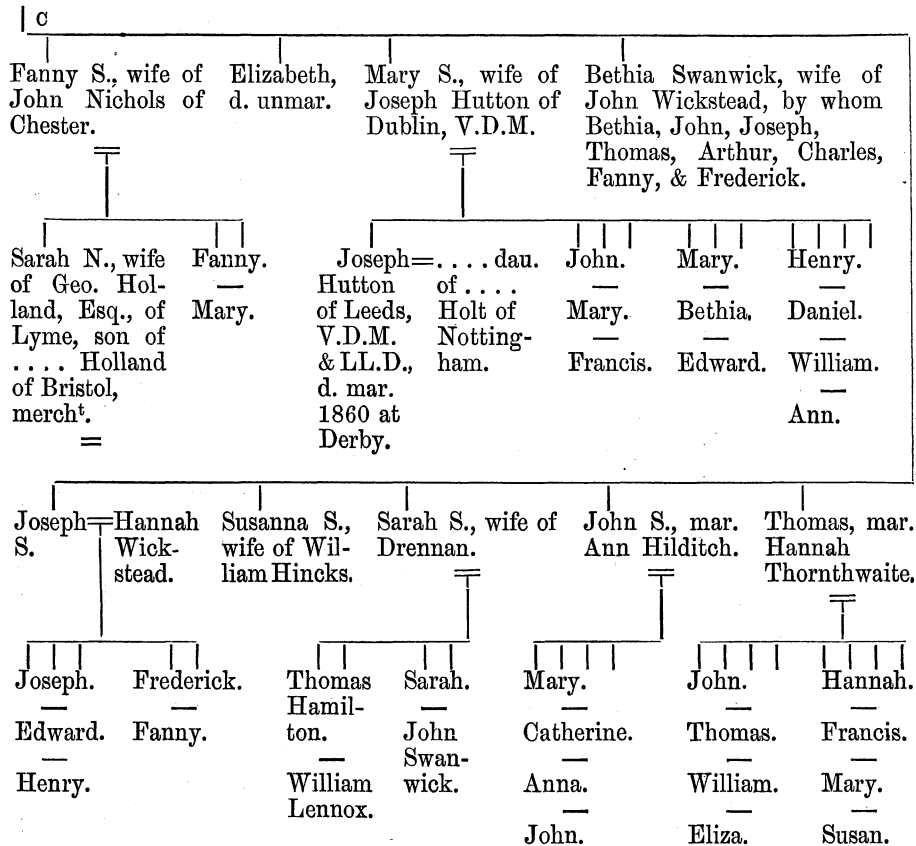 C
Fanny S., wife of
John Nichols of
Chester.
Elizabeth,
d. unmar.
Mary S., wife of
Joseph Hutton of
Dublin, V.D.M.
Bethia Swanwick, wife of
John Wickstead, by whom
Bethia, John, Joseph,
Thomas, Arthur, Charles,
Fanny, & Frederick.
Sarah N., wife
of Geo. Hol-
land, Esq., of
Lyme, son of
.... Holland
of Bristol,
mercht.
=
Fanny.
—
Mary.
Joseph=
Hutton
of Leeds,
V.D.M.
& LL.D.,
d. mar.
1860 at
Derby.
.... dau.
of ....
Holt of
Notting-
ham.
John.
—
Mary.
—
Francis.
Mary.
—
Bethia.
—
Edward.
Henry.
—
Daniel.
—
William.
—
Ann.
Joseph=Hannah
S.
Wick-
stead.
Susanna S.,
wife of Wil-
liam Hincks.
Sarah S., wife of
Drennan.
John S., mar.
Ann Hilditch.
Thomas, mar.
Hannah
Thornthwaite.
Joseph.
—
Edward.
—
Henry.
Frederick.
—
Fanny.
Thomas
Hamil-
ton.
—
William
Lennox.
Sarah.
—
John
Swan-
wick.
Mary.
—
Catherine.
—
Anna.
—
John.
John.
—
Thomas.
—
William.
—
Eliza.
Hannah.
—
Francis.
—
Mary.
—
Susan.